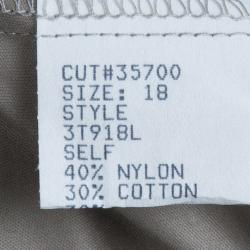 CUT#35700
SIZE: 18
STYLE
3T918L
SELF
40% NYLON
30% COTTON